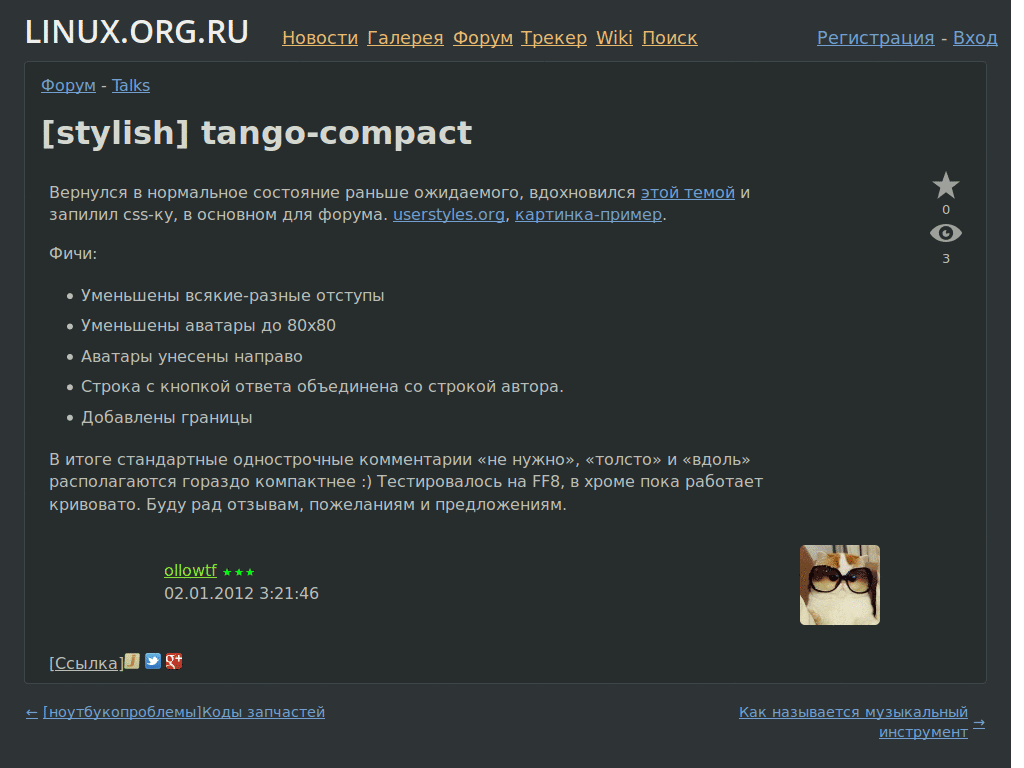 LINUX.ORG.RU
Новости Галерея Форум Трекер Wiki Поиск
Регистрация - Вход
Форум - Talks
[stylish] tango-compact
Вернулся в нормальное состояние раньше ожидаемого, вдохновился этой темой и
запилил css-ку, в основном для форума. userstyles.org, картинка-пример.
0
3
Фичи:
• Уменьшены всякие-разные отступы
• Уменьшены аватары до 80x80
• Аватары унесены направо
• Строка с кнопкой ответа объединена со строкой автора.
• Добавлены границы
В итоге стандартные однострочные комментарии «не нужно», «толсто» и «вдоль»
располагаются гораздо компактнее :) Тестировалось на FF8, в хроме пока работает
кривовато. Буду рад отзывам, пожеланиям и предложениям.
ollowtf ★★★
02.01.2012 3:21:46
[Ссылка]
← [ноутбукопроблемы]Коды запчастей
Как называется музыкальный
инструмент →